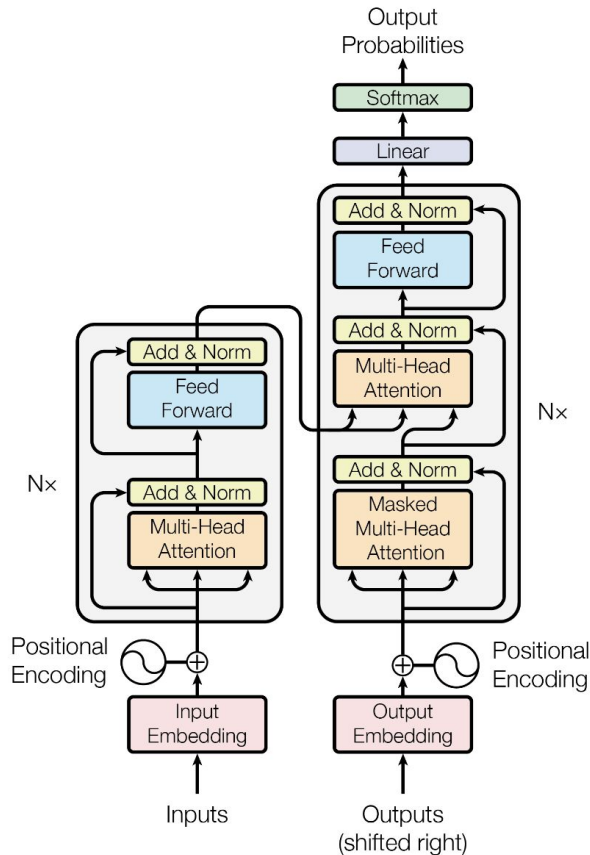 Output
Probabilities
Softmax
Linear
Add & Norm
Feed
Forward
Add & Norm
Multi-Head
Attention
Add & Norm
Masked
Multi-Head
Attention
N×
Add & Norm
Feed
Forward
Add & Norm
Multi-Head
Attention
N×
Positional
Encoding
Positional
Encoding
Input
Embedding
Output
Embedding
Inputs
Outputs
(shifted right)